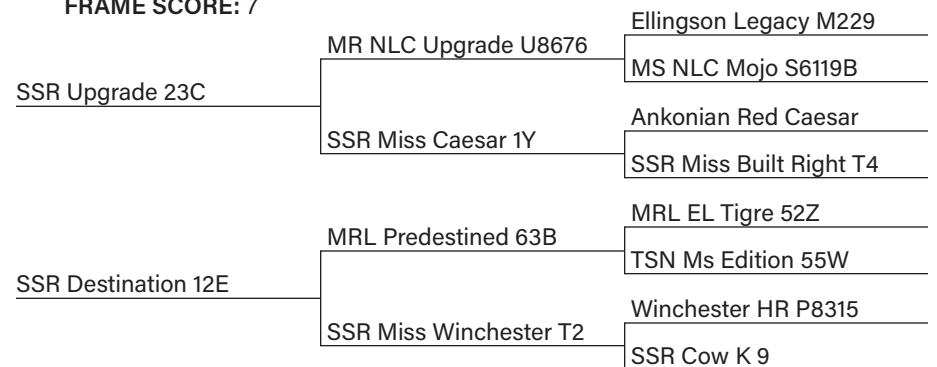 FRAME SCORE: 7
Ellingson Legacy M229
MR NLC Upgrade U8676
MS NLC Mojo S6119B
SSR Upgrade 23C
Ankonian Red Caesar
SSR Miss Caesar 1Y
SSR Miss Built Right T4
MRL EL Tigre 52Z
MRL Predestined 63B
TSN Ms Edition 55W
SSR Destination 12E
Winchester HR P8315
SSR Miss Winchester T2
SSR Cow K 9